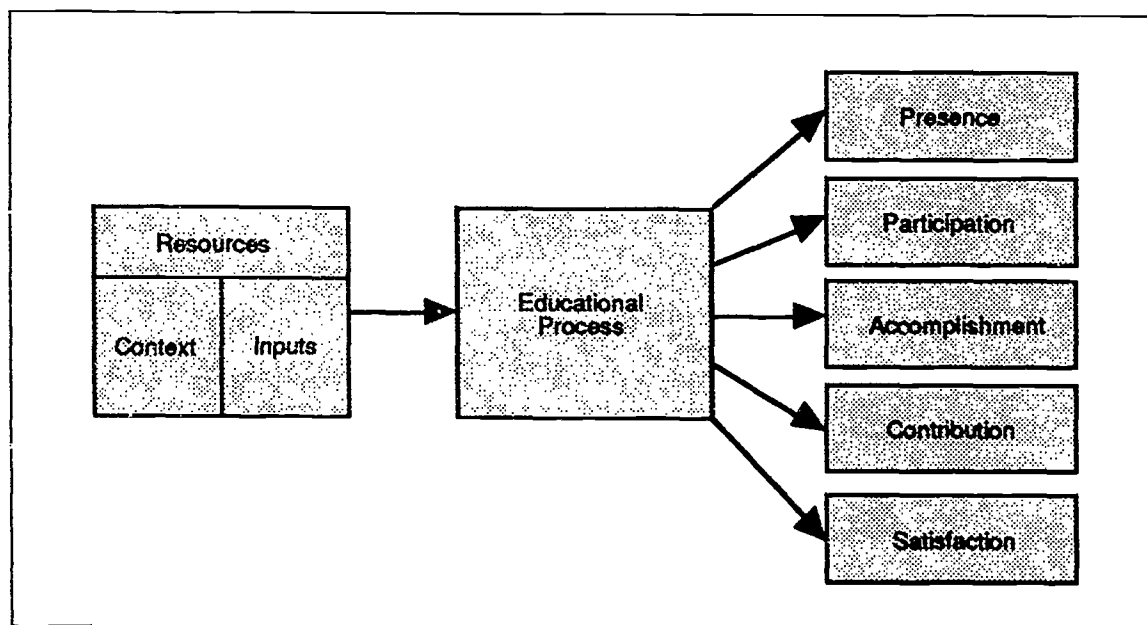 Presence
Participation
Resources
Context
Inputs
Educational
Process
Accomplishment
Contribution
Satisfaction